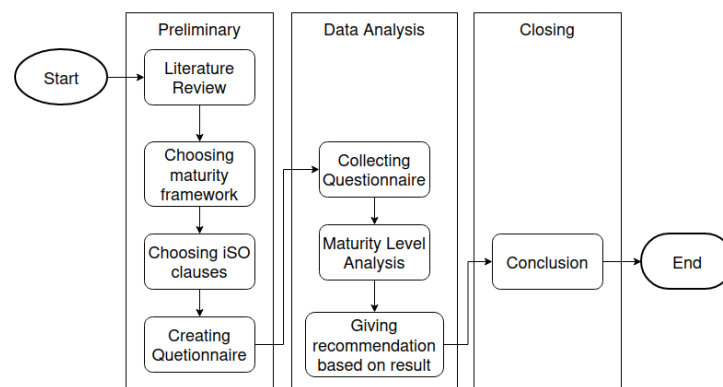 Preliminary
Data Analysis
Closing
Start
Literature
Review
Choosing
maturity
framework
Choosing iSO
clauses
Creating
Quetionnaire
Collecting
Questionnaire
Maturity Level
Analysis
Giving
recommendation
based on result
Conclusion
End